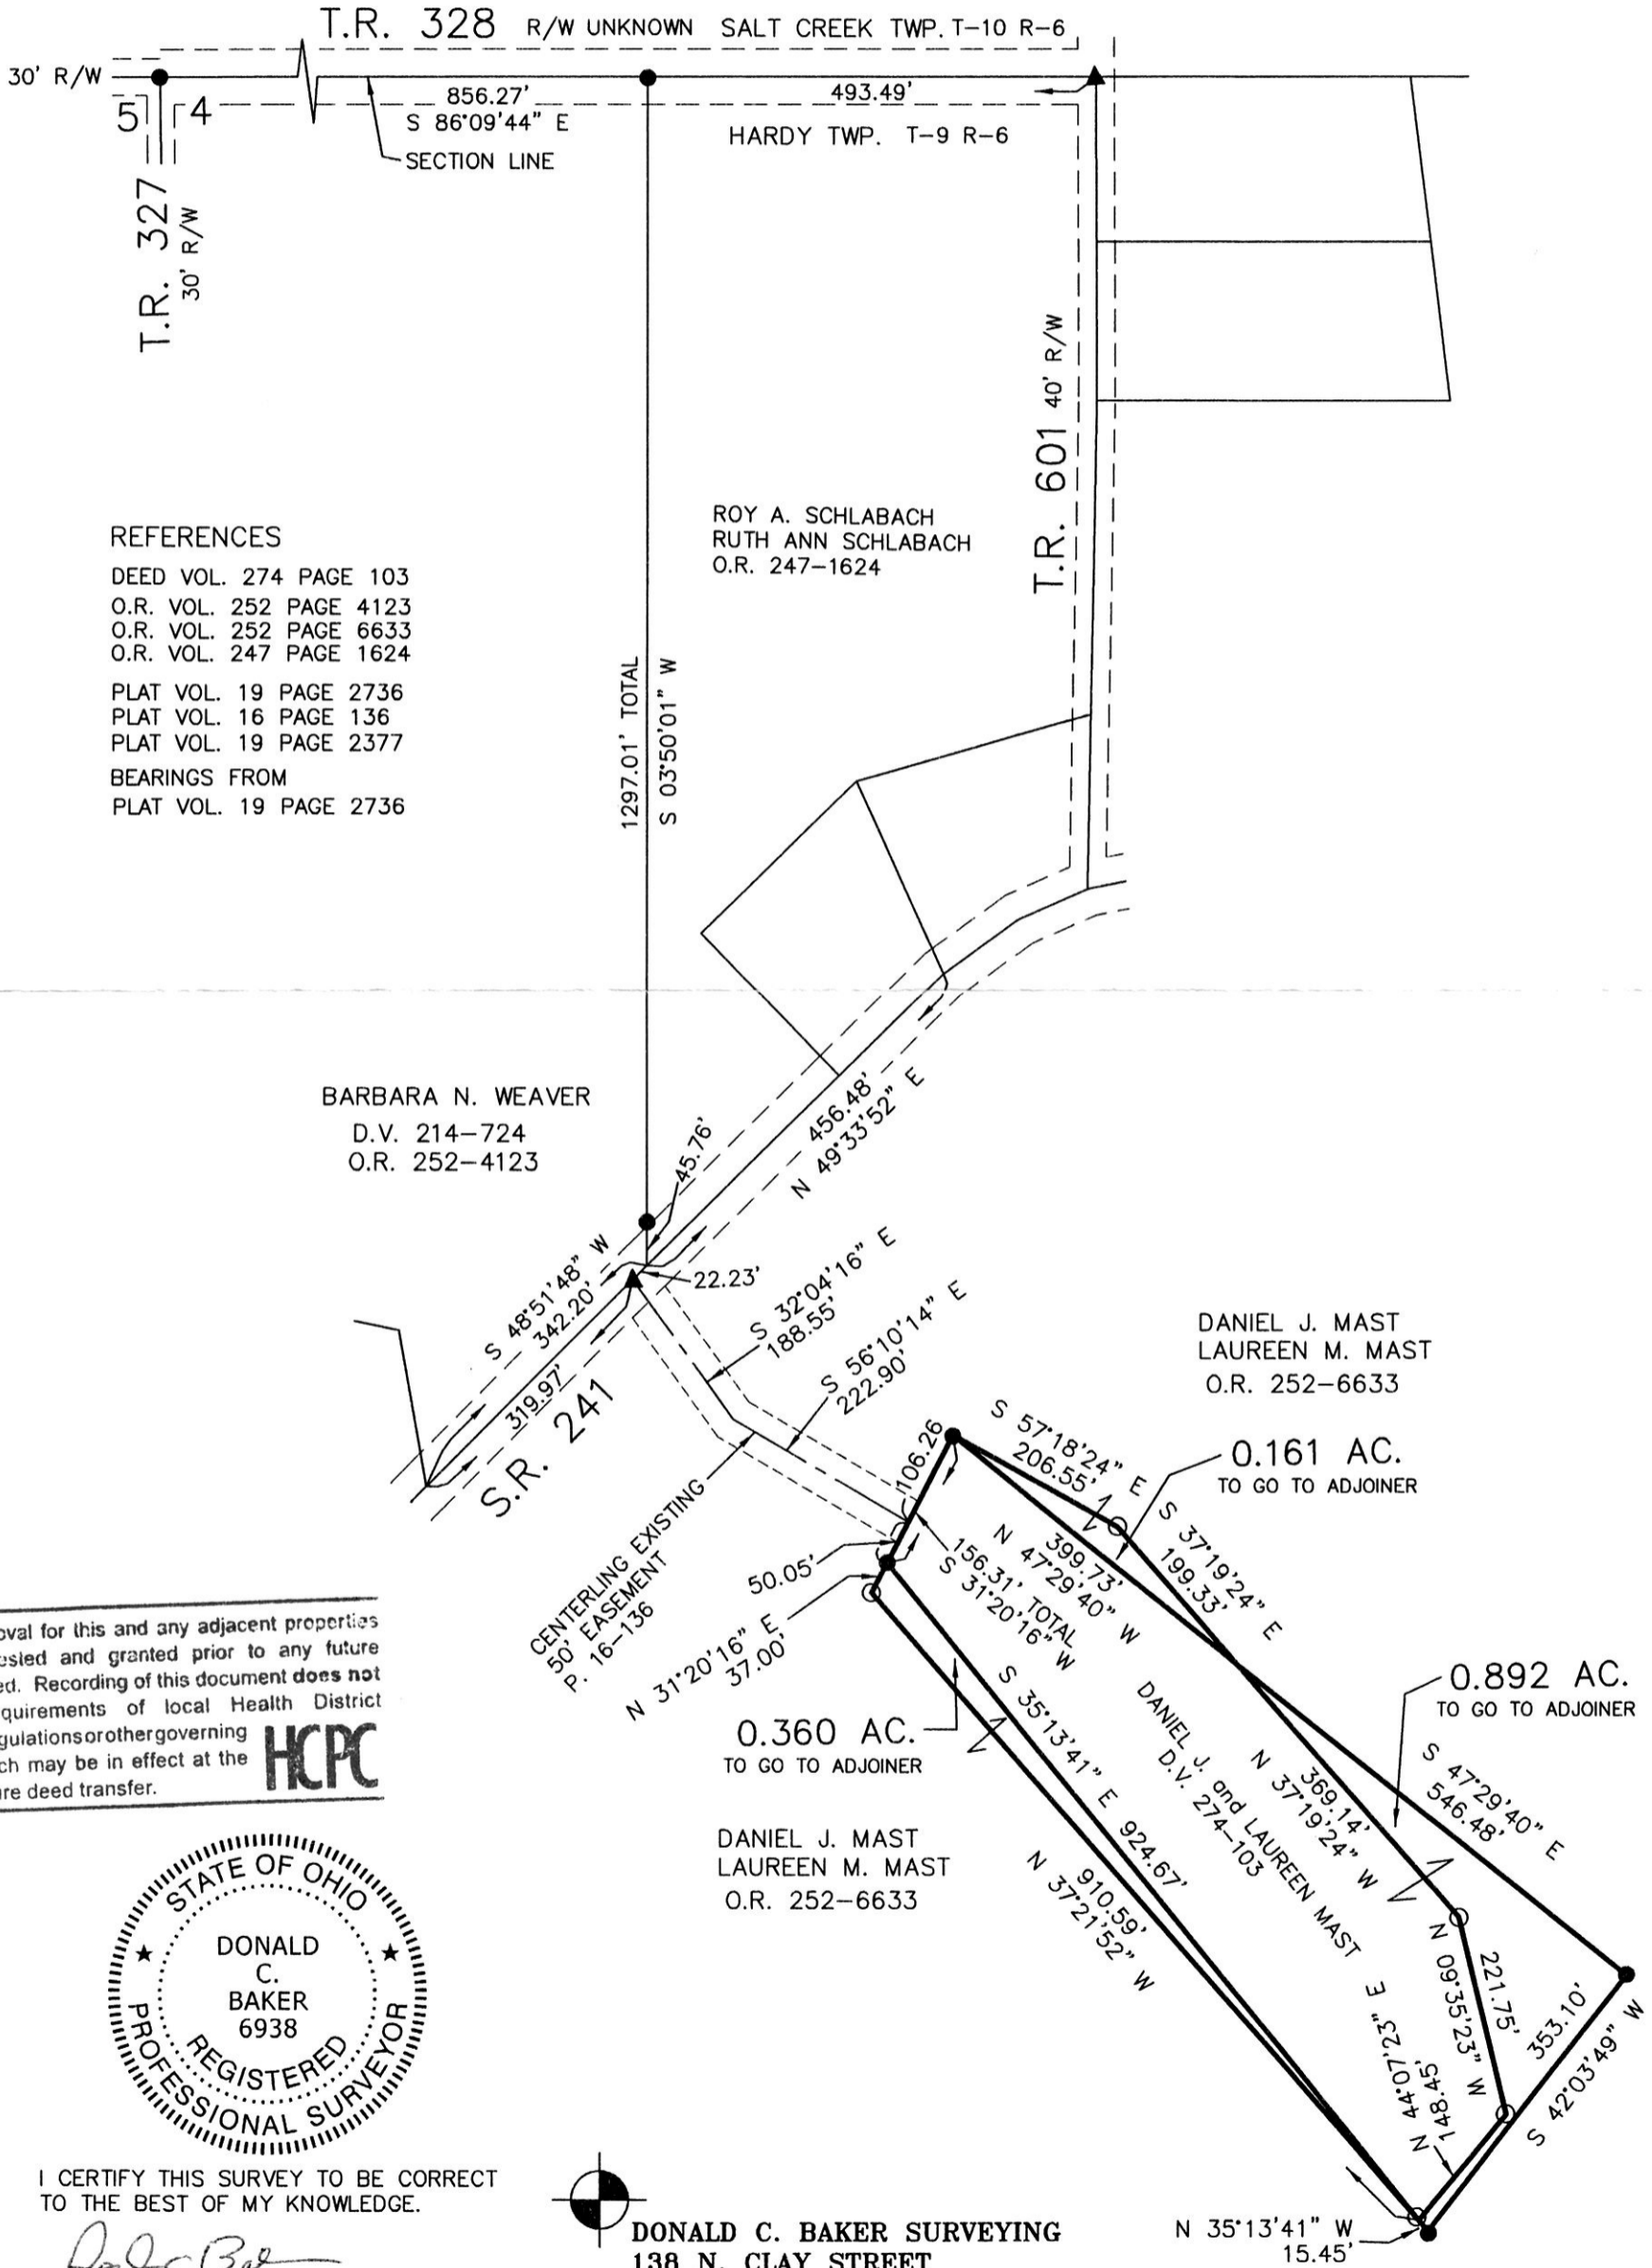 T.R. 328 R/W UNKNOWN SALT CREEK TWP. T-10 R-6
30' R/W
5 4
856.27'
S 86°09'44" E
SECTION LINE
493.49'
HARDY TWP. T-9 R-6
T.R. 327
30' R/W
T.R. 601 40' R/W
REFERENCES
DEED VOL. 274 PAGE 103
O.R. VOL. 252 PAGE 4123
O.R. VOL. 252 PAGE 6633
O.R. VOL. 247 PAGE 1624
PLAT VOL. 19 PAGE 2736
PLAT VOL. 16 PAGE 136
PLAT VOL. 19 PAGE 2377
BEARINGS FROM
PLAT VOL. 19 PAGE 2736
ROY A. SCHLABACH
RUTH ANN SCHLABACH
O.R. 247-1624
1297.01' TOTAL
S 03°50'01" W
BARBARA N. WEAVER
D.V. 214-724
O.R. 252-4123
45.76'
456.48'
N 49°33'52" E
S 48°51'48" W
342.20'
22.23'
319.97'
S.R. 241
S 32°04'16" E
188.55'
S 56°10'14" E
222.90'
DANIEL J. MAST
LAUREEN M. MAST
O.R. 252-6633
106.26
S 57°18'24" E
206.55'
0.161 AC.
TO GO TO ADJOINER
S 37°19'24" E
199.33'
CENTERLING EXISTING
50' EASEMENT
P. 16-136
50.05'
156.31' TOTAL
S 31°20'16" W
399.73'
N 47°29'40" W
N 31°20'16" E
37.00'
0.360 AC.
TO GO TO ADJOINER
S 35°13'41" E 924.67'
DANIEL J. and LAUREEN MAST
D.V. 274-103
369.14'
N 37°19'24" W
0.892 AC.
TO GO TO ADJOINER
S 47°29'40" E
546.48'
DANIEL J. MAST
LAUREEN M. MAST
O.R. 252-6633
910.59'
N 37°21'52" W
221.75'
N 09°35'23" W
353.10'
S 42°03'49" W
N 44°07'23" E
148.45'
N 35°13'41" W
15.45'
oval for this and any adjacent properties
ested and granted prior to any future
ed. Recording of this document does not
quirements of local Health District
gulationsorothergoverning
ch may be in effect at the
re deed transfer.
HCPC
STATE OF OHIO
DONALD
C.
BAKER
6938
REGISTERED
PROFESSIONAL SURVEYOR
I CERTIFY THIS SURVEY TO BE CORRECT
TO THE BEST OF MY KNOWLEDGE.
DONALD C. BAKER SURVEYING
138 N. CLAY STREET